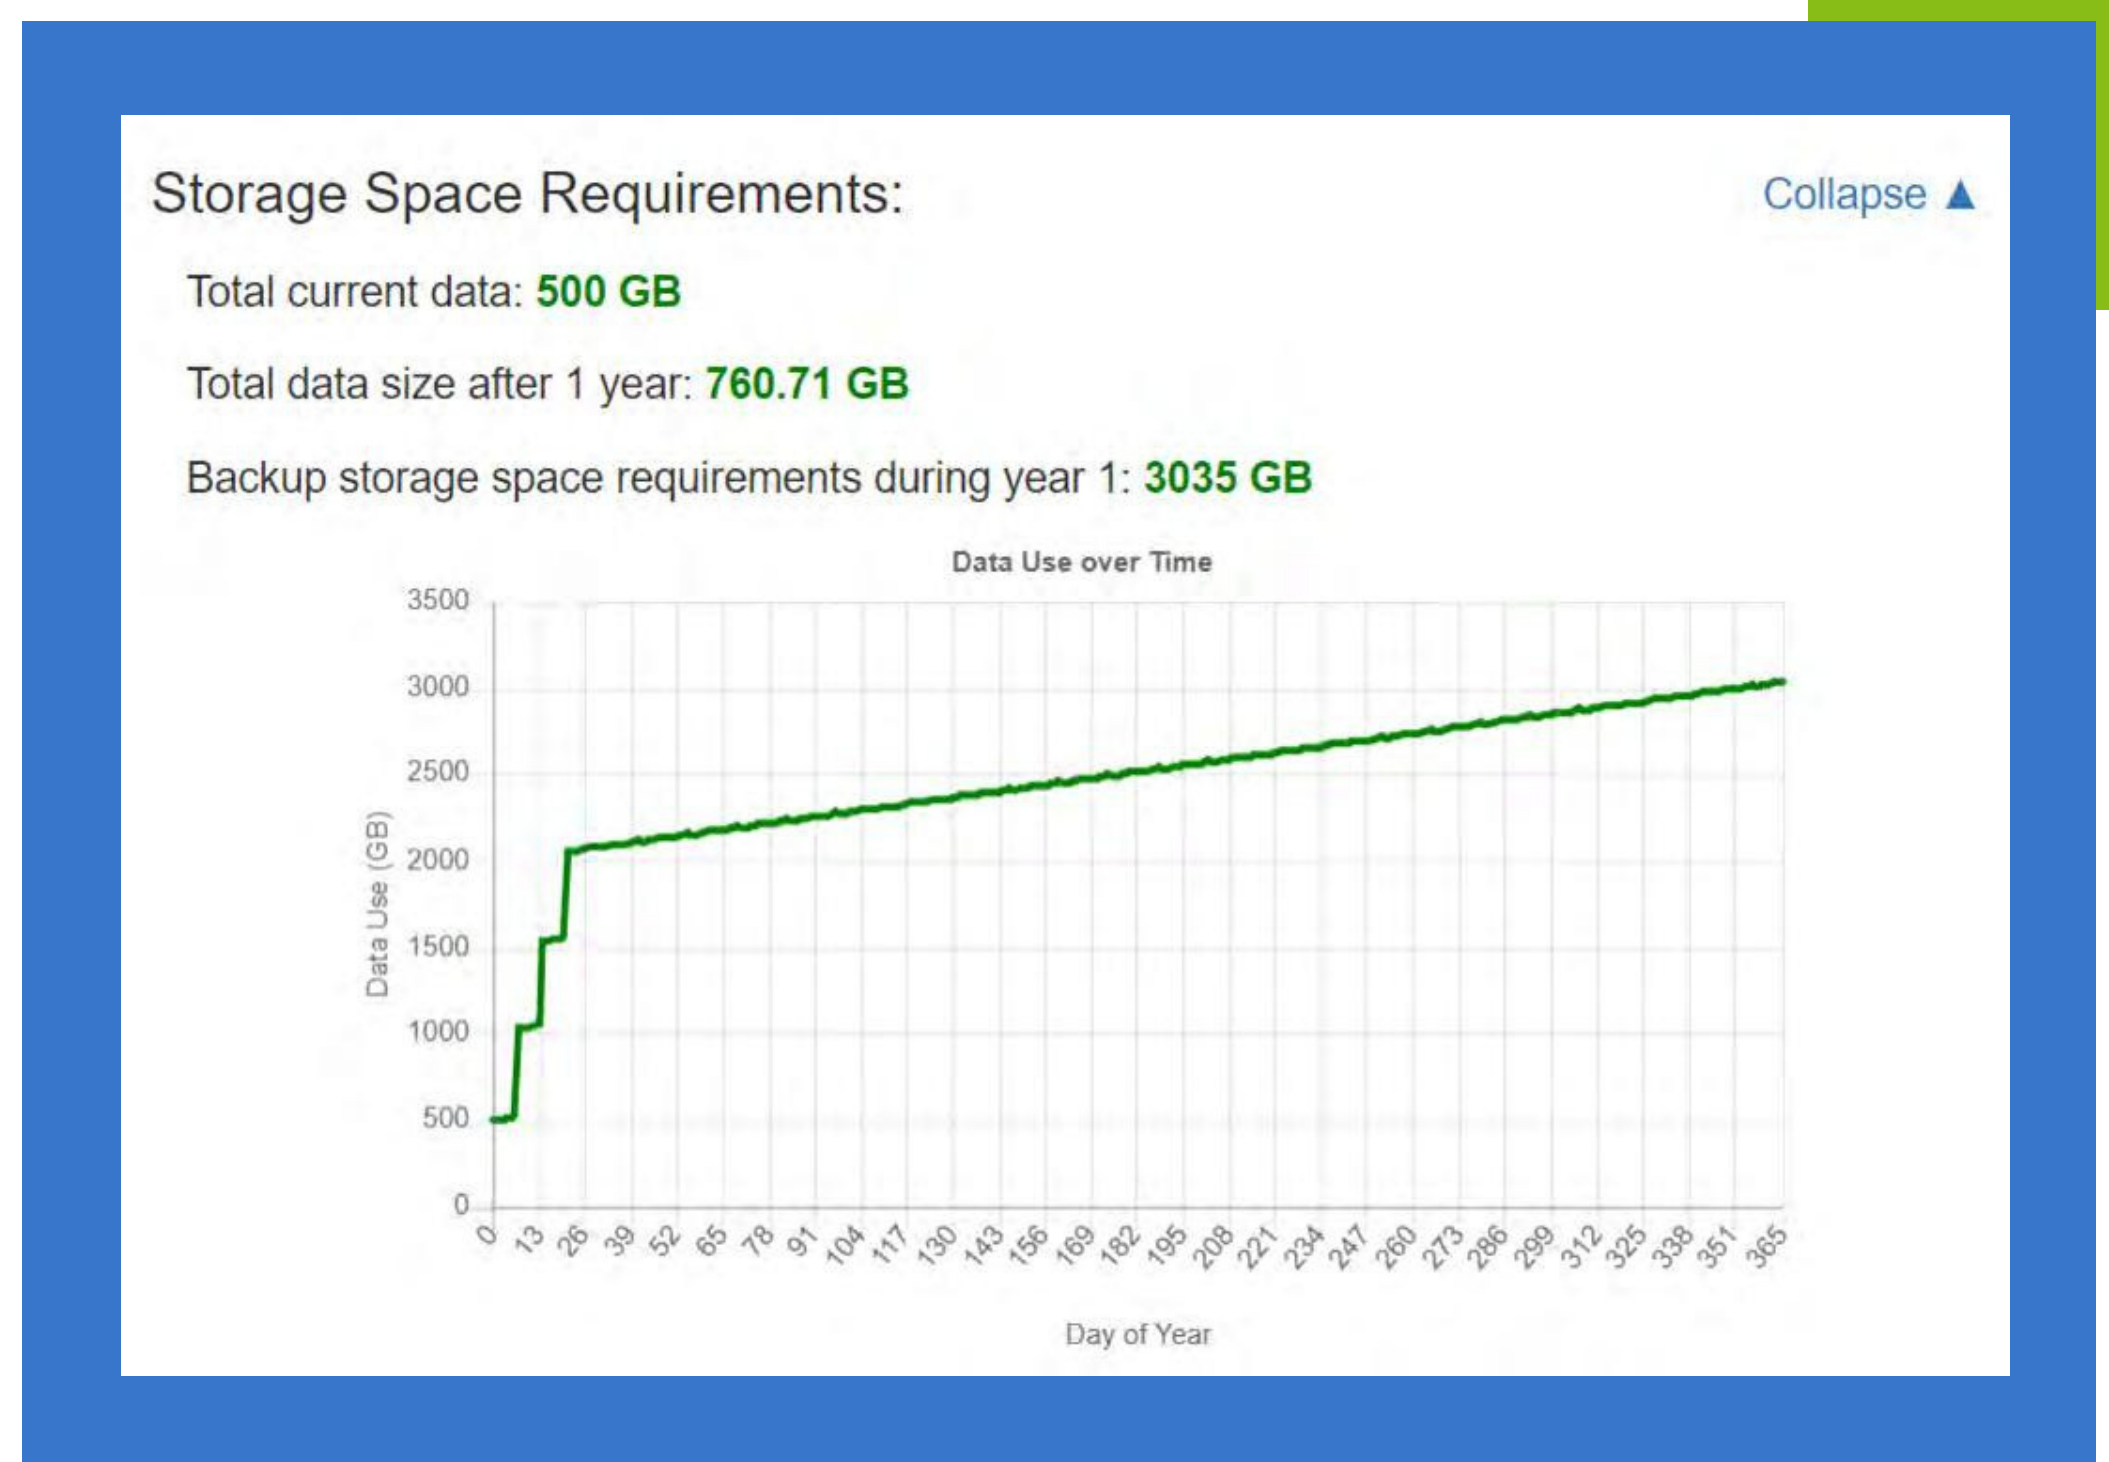 Storage Space Requirements:
Collapse ▲
Total current data: 500 GB
Total data size after 1 year: 760.71 GB
Backup storage space requirements during year 1: 3035 GB
Data Use over Time
3500
3000
2500
2000
1500
1000
500
0
Data Use (GB)
0 13 26 39 52 65 78 91 104 117 130 143 156 169 182 195 208 221 234 247 260 273 286 299 312 325 338 351 365
Day of Year